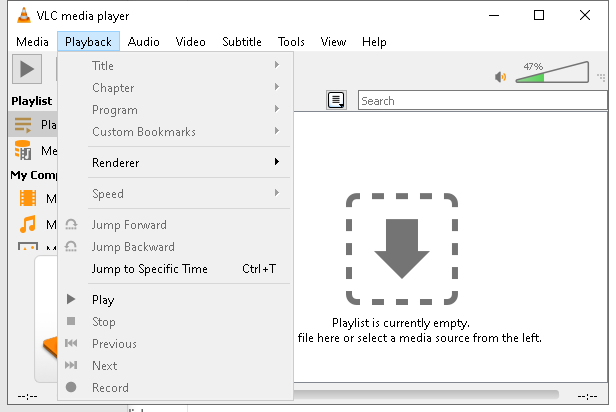 VLC media player
Media Playback Audio Video Subtitle Tools View Help
47%
Playlist
Search
Title
Chapter
Program
Custom Bookmarks
Renderer
Speed
Jump Forward
Jump Backward
Jump to Specific Time Ctrl+T
Play
Stop
Previous
Next
Record
Pla
Me
My Comp
M
M
Playlist is currently empty.
file here or select a media source from the left.
--:-- --:--